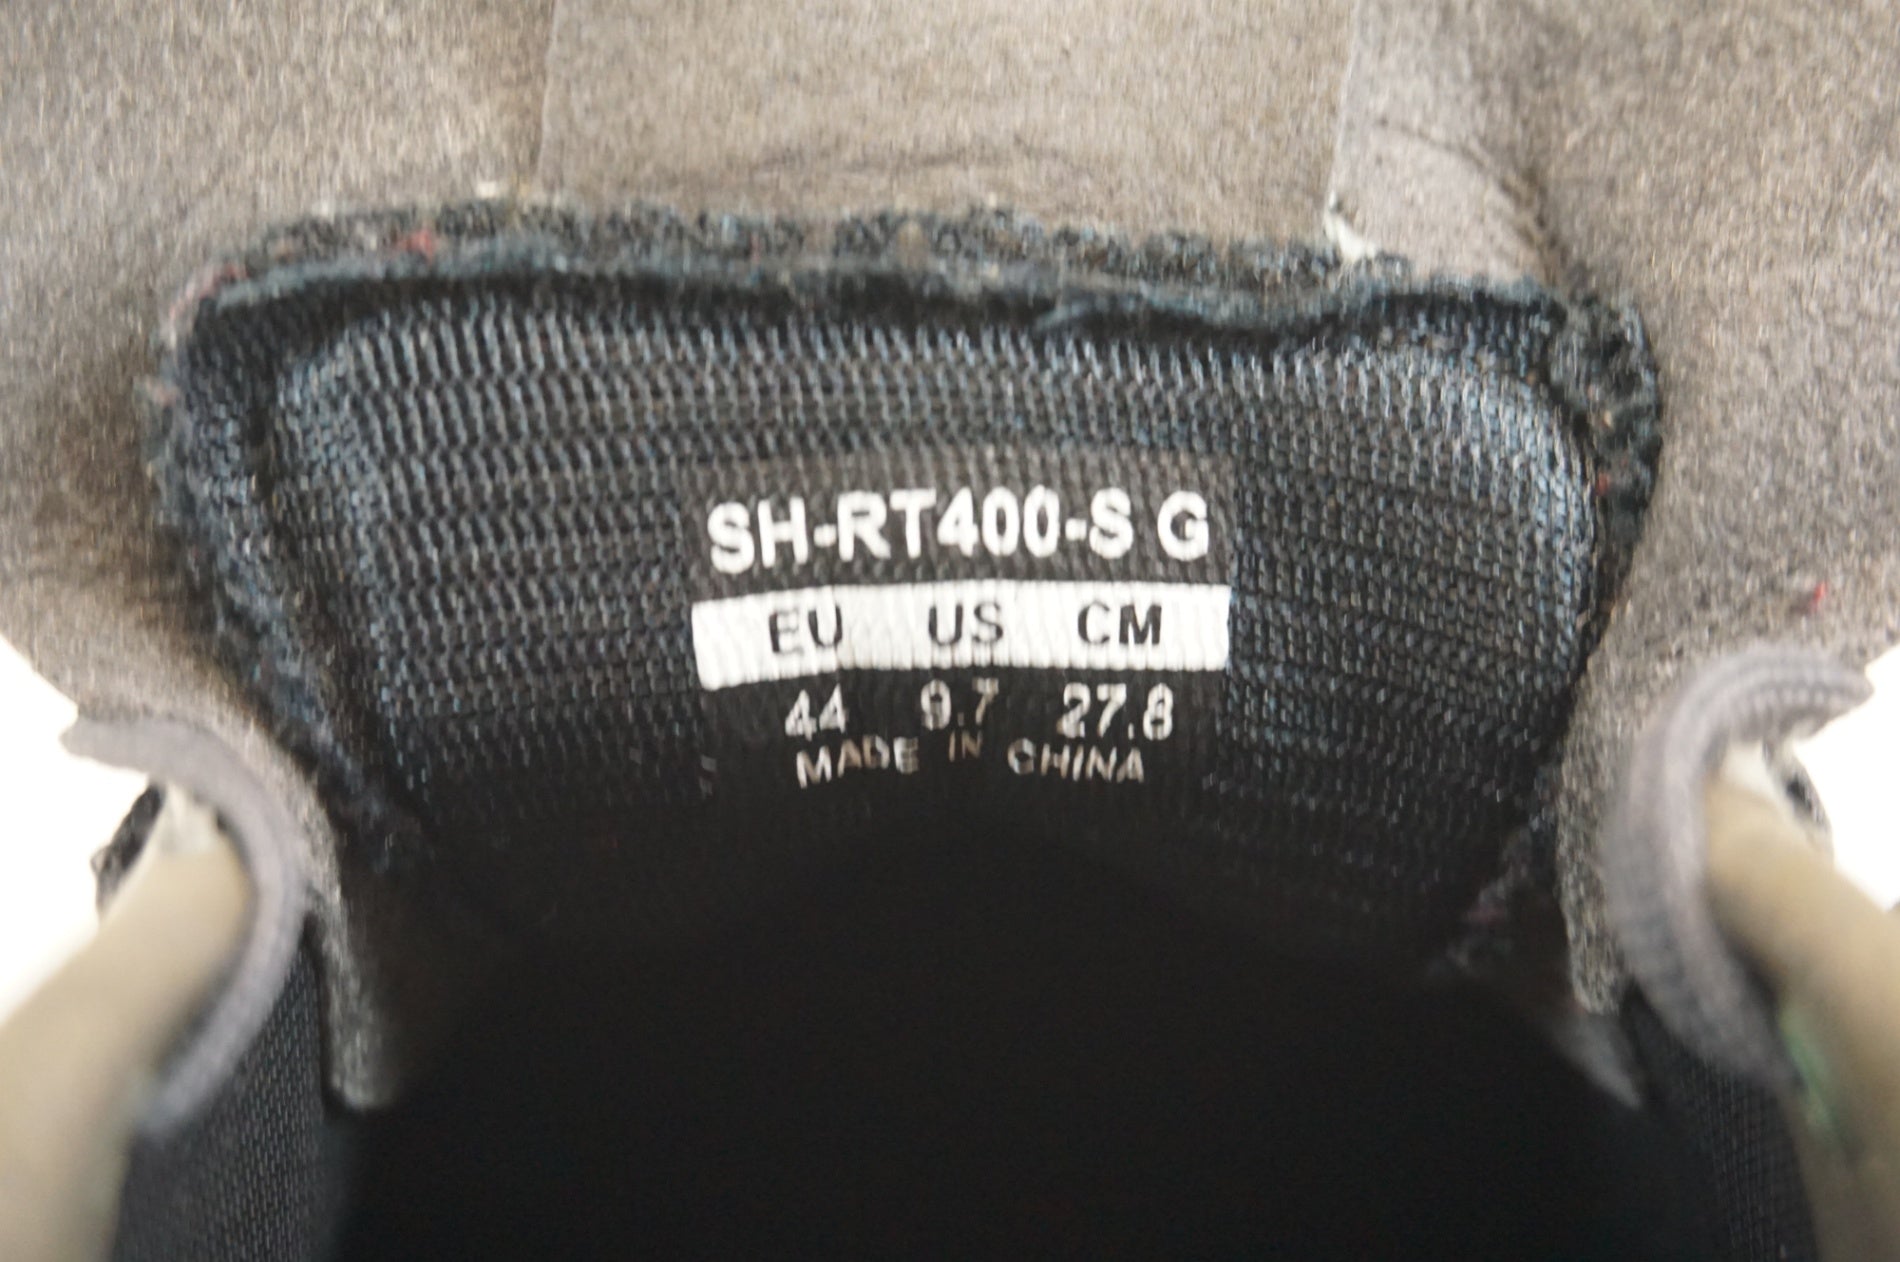 SH-RT400-S G
EU US CM
44 9.7 27.8
MADE IN CHINA